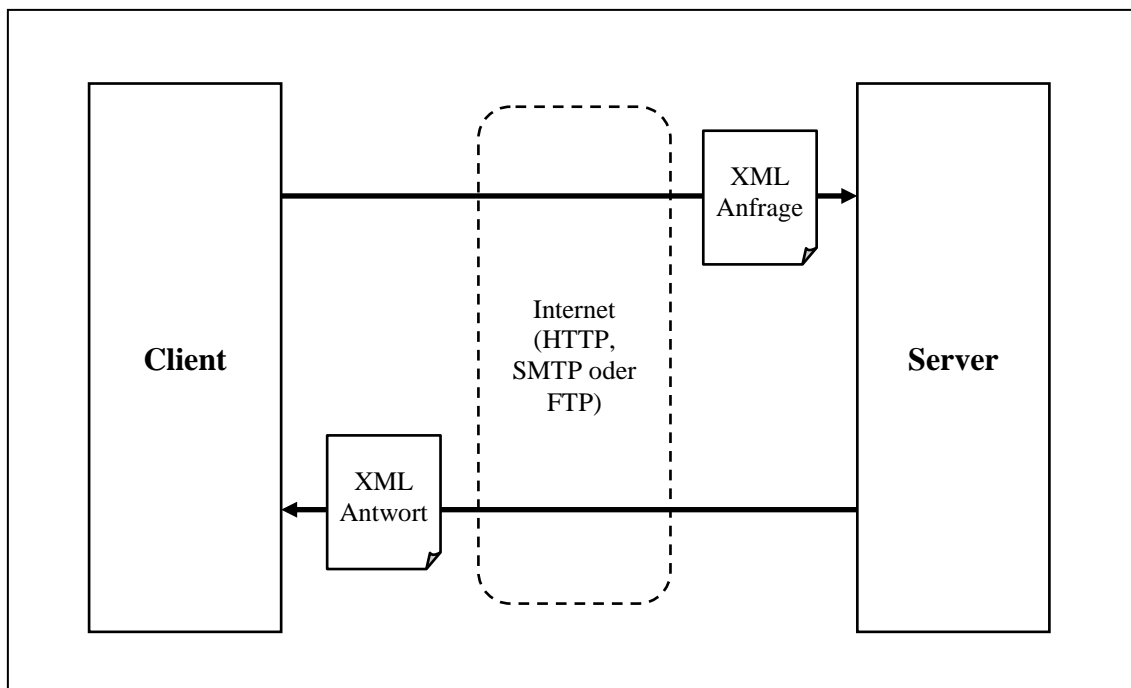 XML
Anfrage
Internet
(HTTP,
SMTP oder
FTP)
Client
Server
XML
Antwort